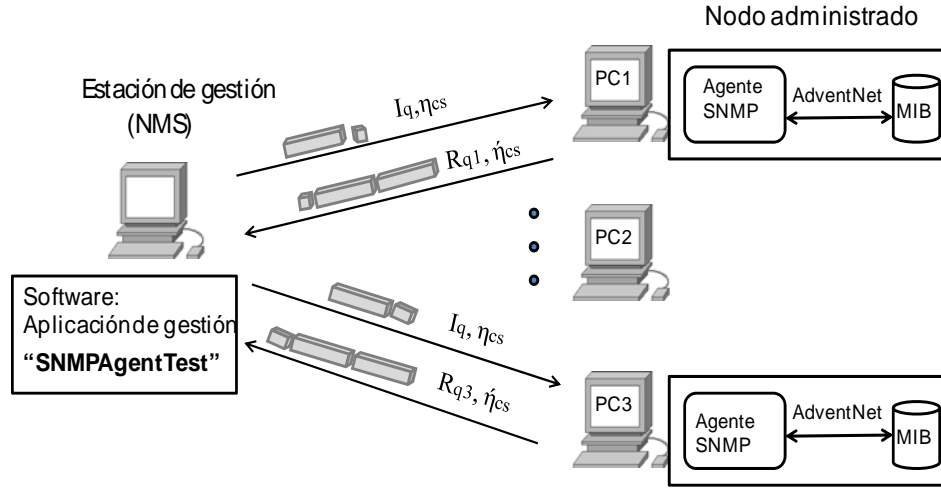 Nodo administrado
Estación de gestión
(NMS)
Iq,ηcs
PC1
Agente
SNMP
AdventNet
MIB
Rq1, ήcs
PC2
Software:
Aplicación de gestión
“SNMPAgentTest”
Iq, ηcs
Rq3, ήcs
PC3
Agente
SNMP
AdventNet
MIB